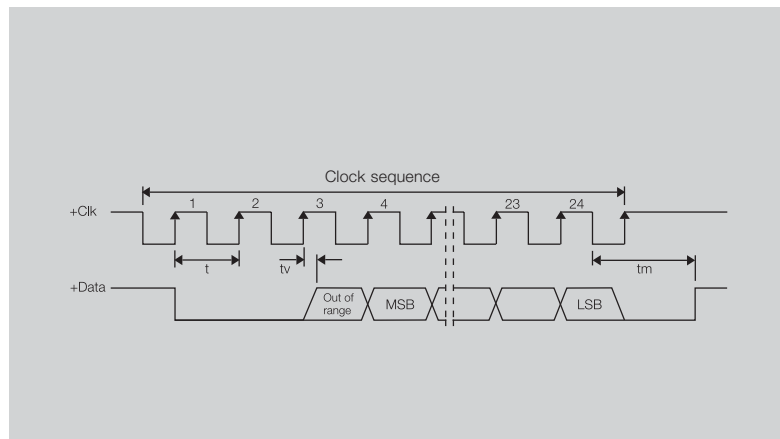 Clock sequence
+Clk 1 2 3 4 23 24
t tv tm
+Data Out of range MSB LSB